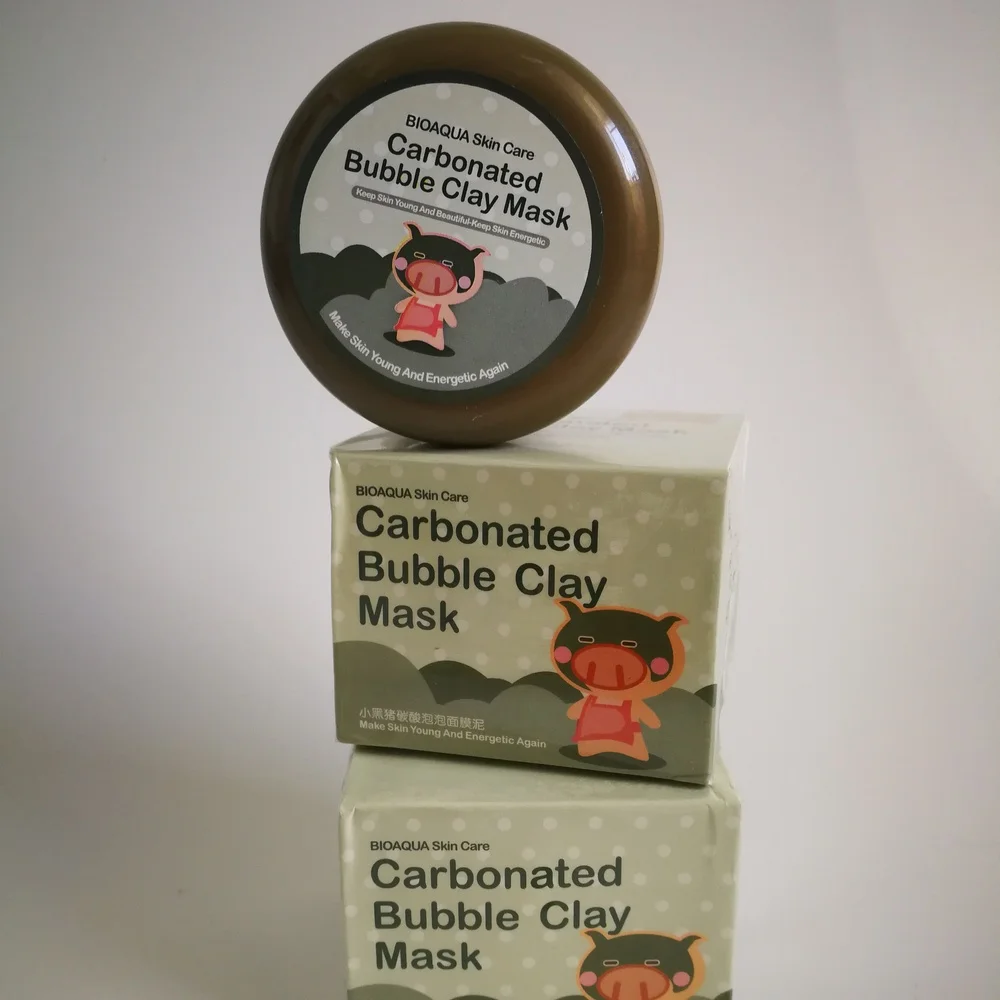 BIOAQUA Skin Care
Carbonated
Bubble Clay Mask
Keep Skin Young And Beautiful-Keep Skin Energetic
Make Skin Young And Energetic Again
BIOAQUA Skin Care
Carbonated
Bubble Clay
Mask
小黑猪碳酸泡泡面膜泥
Make Skin Young And Energetic Again
BIOAQUA Skin Care
Carbonated
Bubble Clay
Mask